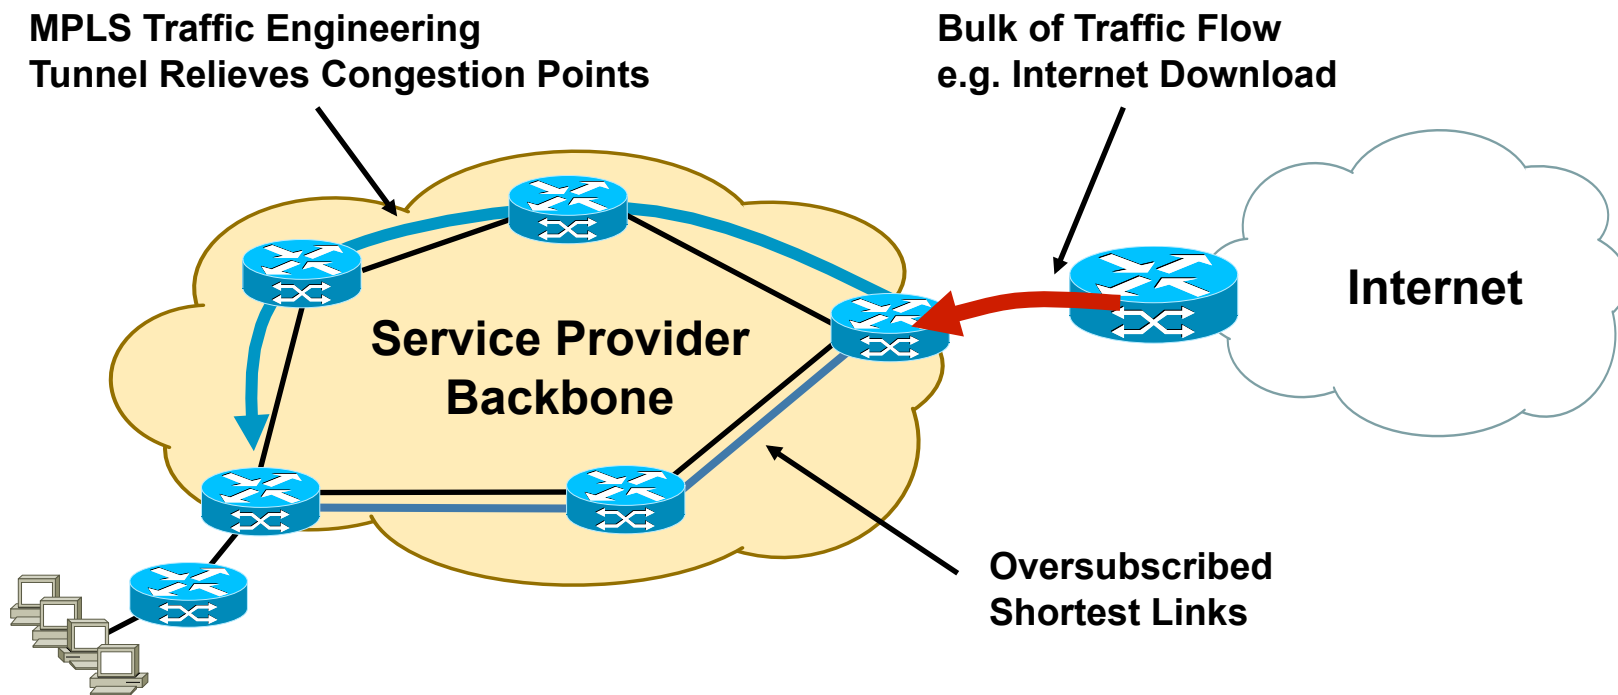 MPLS Traffic Engineering
Tunnel Relieves Congestion Points
Bulk of Traffic Flow
e.g. Internet Download
Internet
Service Provider
Backbone
Oversubscribed
Shortest Links